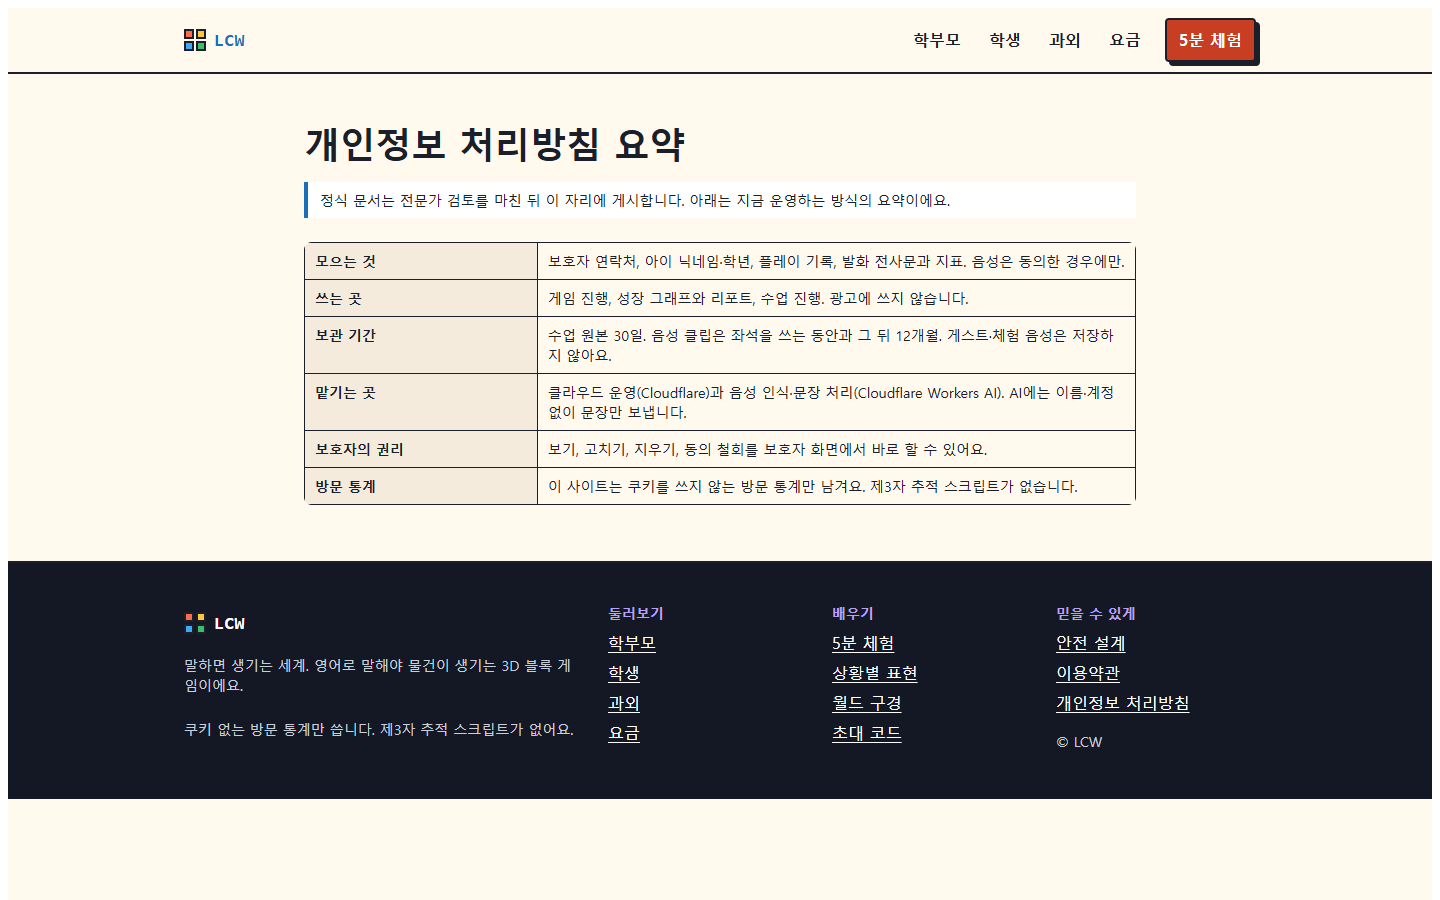 LCW
학부모
학생
과외
요금
5분 체험
개인정보 처리방침 요약
정식 문서는 전문가 검토를 마친 뒤 이 자리에 게시합니다. 아래는 지금 운영하는 방식의 요약이에요.
모으는 것
보호자 연락처, 아이 닉네임·학년, 플레이 기록, 발화 전사문과 지표. 음성은 동의한 경우에만.
쓰는 곳
게임 진행, 성장 그래프와 리포트, 수업 진행. 광고에 쓰지 않습니다.
보관 기간
수업 원본 30일. 음성 클립은 좌석을 쓰는 동안과 그 뒤 12개월. 게스트·체험 음성은 저장하
지 않아요.
맡기는 곳
클라우드 운영(Cloudflare)과 음성 인식·문장 처리(Cloudflare Workers AI). AI에는 이름·계정
없이 문장만 보냅니다.
보호자의 권리
보기, 고치기, 지우기, 동의 철회를 보호자 화면에서 바로 할 수 있어요.
방문 통계
이 사이트는 쿠키를 쓰지 않는 방문 통계만 남겨요. 제3자 추적 스크립트가 없습니다.
LCW
말하면 생기는 세계. 영어로 말해야 물건이 생기는 3D 블록 게
임이에요.
쿠키 없는 방문 통계만 씁니다. 제3자 추적 스크립트가 없어요.
둘러보기
학부모
학생
과외
요금
배우기
5분 체험
상황별 표현
월드 구경
초대 코드
믿을 수 있게
안전 설계
이용약관
개인정보 처리방침
© LCW